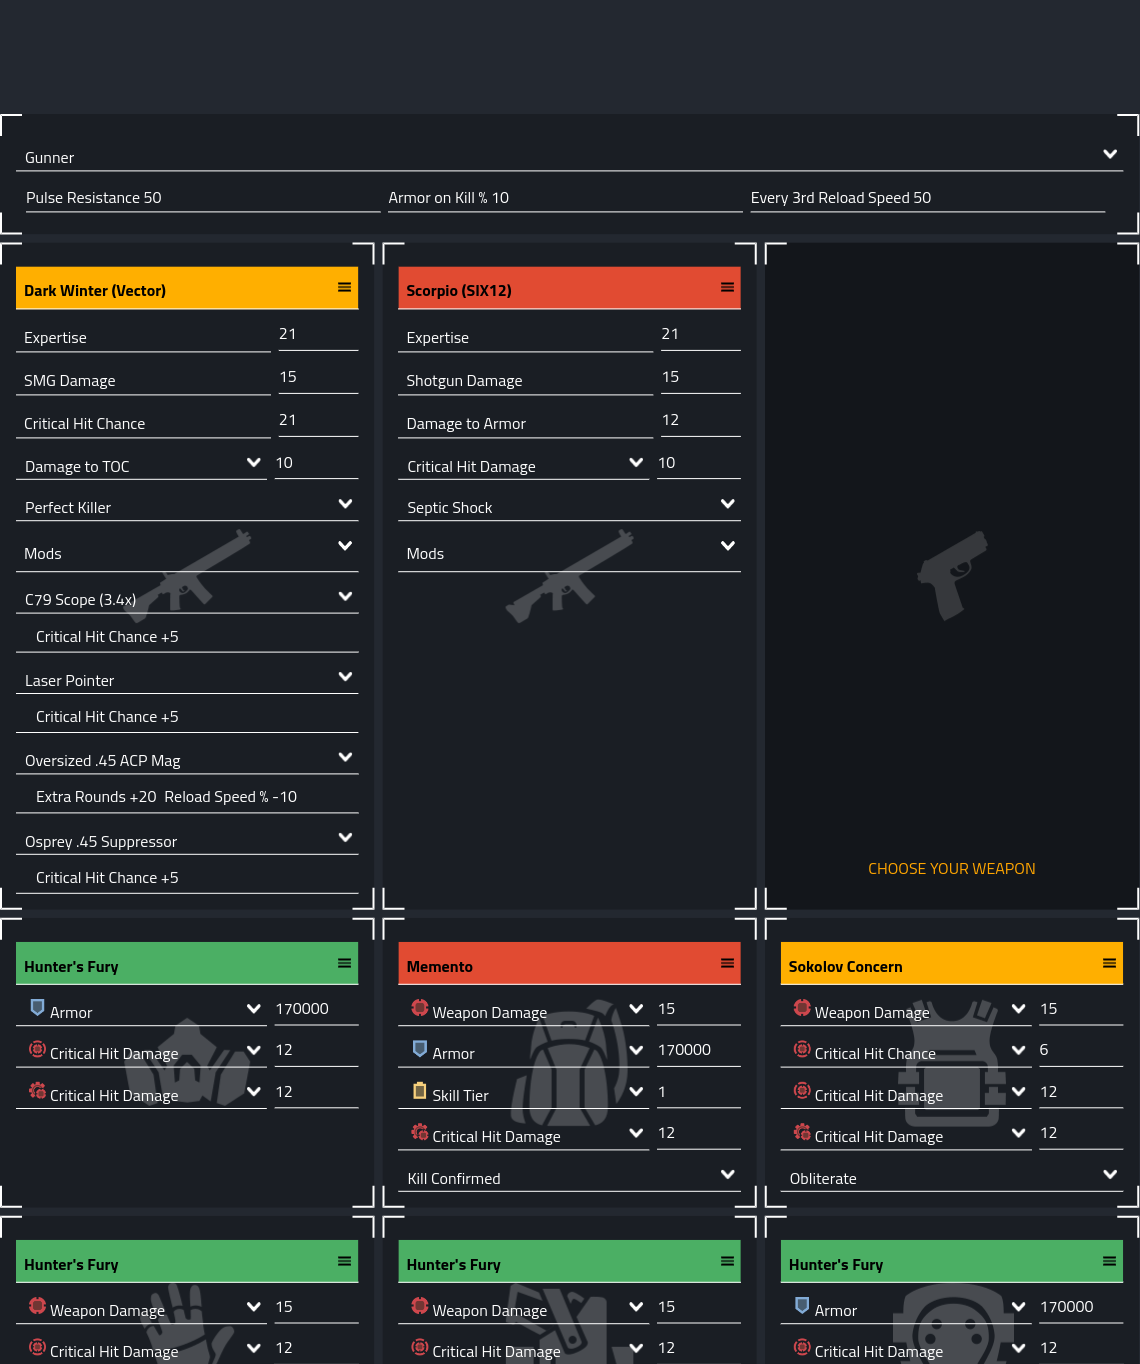 Gunner
Pulse Resistance 50
Armor on Kill % 10
Every 3rd Reload Speed 50
Dark Winter (Vector)
Expertise 21
SMG Damage 15
Critical Hit Chance 21
Damage to TOC 10
Perfect Killer
Mods
C79 Scope (3.4x)
Critical Hit Chance +5
Laser Pointer
Critical Hit Chance +5
Oversized .45 ACP Mag
Extra Rounds +20 Reload Speed % -10
Osprey .45 Suppressor
Critical Hit Chance +5
Scorpio (SIX12)
Expertise 21
Shotgun Damage 15
Damage to Armor 12
Critical Hit Damage 10
Septic Shock
Mods
CHOOSE YOUR WEAPON
Hunter's Fury
Armor 170000
Critical Hit Damage 12
Critical Hit Damage 12
Memento
Weapon Damage 15
Armor 170000
Skill Tier 1
Critical Hit Damage 12
Kill Confirmed
Sokolov Concern
Weapon Damage 15
Critical Hit Chance 6
Critical Hit Damage 12
Critical Hit Damage 12
Obliterate
Hunter's Fury
Weapon Damage 15
Critical Hit Damage 12
Hunter's Fury
Weapon Damage 15
Critical Hit Damage 12
Hunter's Fury
Armor 170000
Critical Hit Damage 12